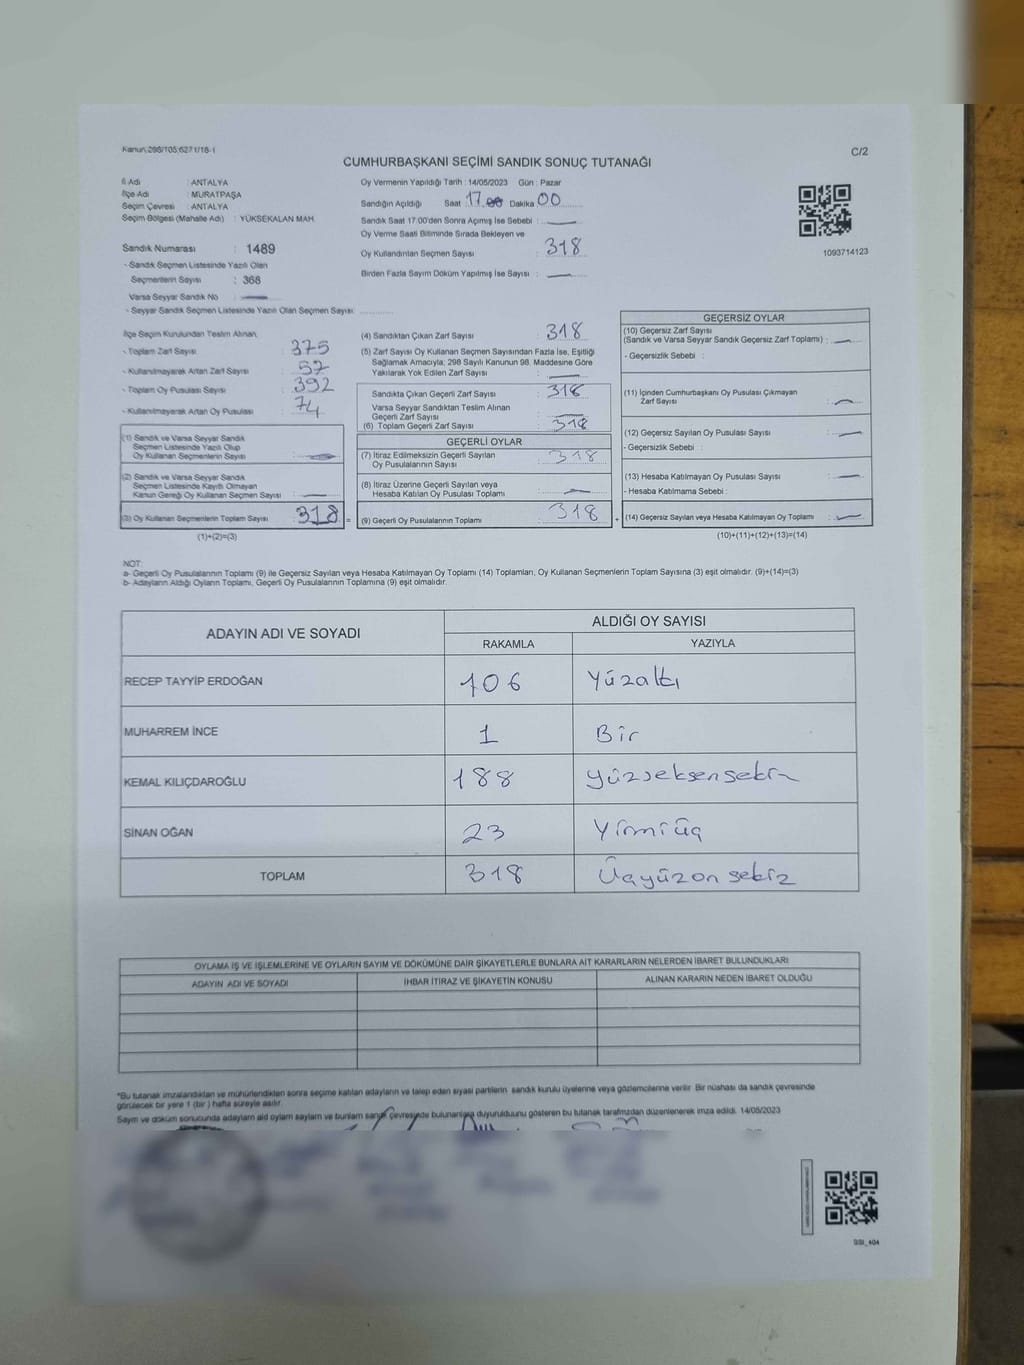 Kanun:298/105;6271/18-1
C/2
CUMHURBAŞKANI SEÇİMİ SANDIK SONUÇ TUTANAĞI
İl Adı : ANTALYA
İlçe Adı : MURATPAŞA
Seçim Çevresi : ANTALYA
Seçim Bölgesi (Mahalle Adı) : YÜKSEKALAN MAH.
Sandık Numarası : 1489
- Sandık Seçmen Listesinde Yazılı Olan
Seçmenlerin Sayısı : 368
Varsa Seyyar Sandık No :
- Seyyar Sandık Seçmen Listesinde Yazılı Olan Seçmen Sayısı:
Oy Vermenin Yapıldığı Tarih : 14/05/2023 Gün : Pazar
Sandığın Açıldığı Saat 17.00 Dakika 00
Sandık Saat 17:00'den Sonra Açılmış İse Sebebi :
Oy Verme Saati Bitiminde Sırada Bekleyen ve
Oy Kullandırılan Seçmen Sayısı : 318
Birden Fazla Sayım Döküm Yapılmış İse Sayısı :
1093714123
İlçe Seçim Kurulundan Teslim Alınan;
- Toplam Zarf Sayısı : 375
- Kullanılmayarak Artan Zarf Sayısı : 57
- Toplam Oy Pusulası Sayısı : 392
- Kullanılmayarak Artan Oy Pusulası : 74
(1) Sandık ve Varsa Seyyar Sandık
Seçmen Listesinde Yazılı Olup
Oy Kullanan Seçmenlerin Sayısı :
(2) Sandık ve Varsa Seyyar Sandık
Seçmen Listesinde Kayıtlı Olmayan
Kanun Gereği Oy Kullanan Seçmen Sayısı :
(3) Oy Kullanan Seçmenlerin Toplam Sayısı : 318 =
(1)+(2)=(3)
(4) Sandıktan Çıkan Zarf Sayısı : 318
(5) Zarf Sayısı Oy Kullanan Seçmen Sayısından Fazla İse, Eşitliği
Sağlamak Amacıyla; 298 Sayılı Kanunun 98. Maddesine Göre
Yakılarak Yok Edilen Zarf Sayısı :
Sandıkta Çıkan Geçerli Zarf Sayısı : 318
Varsa Seyyar Sandıktan Teslim Alınan
Geçerli Zarf Sayısı :
(6) Toplam Geçerli Zarf Sayısı : 318
GEÇERLİ OYLAR
(7) İtiraz Edilmeksizin Geçerli Sayılan
Oy Pusulalarının Sayısı : 318
(8) İtiraz Üzerine Geçerli Sayılan veya
Hesaba Katılan Oy Pusulası Toplamı :
(9) Geçerli Oy Pusulalarının Toplamı : 318 +
GEÇERSİZ OYLAR
(10) Geçersiz Zarf Sayısı
(Sandık ve Varsa Seyyar Sandık Geçersiz Zarf Toplamı) :
- Geçersizlik Sebebi :
(11) İçinden Cumhurbaşkanı Oy Pusulası Çıkmayan
Zarf Sayısı :
(12) Geçersiz Sayılan Oy Pusulası Sayısı :
- Geçersizlik Sebebi :
(13) Hesaba Katılmayan Oy Pusulası Sayısı :
- Hesaba Katılmama Sebebi :
(14) Geçersiz Sayılan veya Hesaba Katılmayan Oy Toplamı :
(10)+(11)+(12)+(13)=(14)
NOT:
a- Geçerli Oy Pusulalarının Toplamı (9) ile Geçersiz Sayılan veya Hesaba Katılmayan Oy Toplamı (14) Toplamları, Oy Kullanan Seçmenlerin Toplam Sayısına (3) eşit olmalıdır. (9)+(14)=(3)
b- Adayların Aldığı Oyların Toplamı, Geçerli Oy Pusulalarının Toplamına (9) eşit olmalıdır.
ADAYIN ADI VE SOYADI
ALDIĞI OY SAYISI
RAKAMLA YAZIYLA
RECEP TAYYİP ERDOĞAN 106 Yüzaltı
MUHARREM İNCE 1 Bir
KEMAL KILIÇDAROĞLU 188 Yüzseksensekiz
SİNAN OĞAN 23 Yirmiüç
TOPLAM 318 Üçyüzonsekiz
OYLAMA İŞ VE İŞLEMLERİNE VE OYLARIN SAYIM VE DÖKÜMÜNE DAİR ŞİKAYETLERLE BUNLARA AİT KARARLARIN NELERDEN İBARET BULUNDUKLARI
ADAYIN ADI VE SOYADI İHBAR İTİRAZ VE ŞİKAYETİN KONUSU ALINAN KARARIN NEDEN İBARET OLDUĞU
*Bu tutanak imzalandıktan ve mühürlendikten sonra seçime katılan adayların ve talep eden siyasi partilerin sandık kurulu üyelerine veya gözlemcilerine verilir. Bir nüshası da sandık çevresinde
görülecek bir yere 1 (bir ) hafta süreyle asılır.
Sayım ve döküm sonucunda adayların aldığı oyların sayılarını ve bunların sandık çevresinde bulunanlara duyurulduğunu gösteren bu tutanak tarafımızdan düzenlenerek imza edildi. 14/05/2023
SSI_404